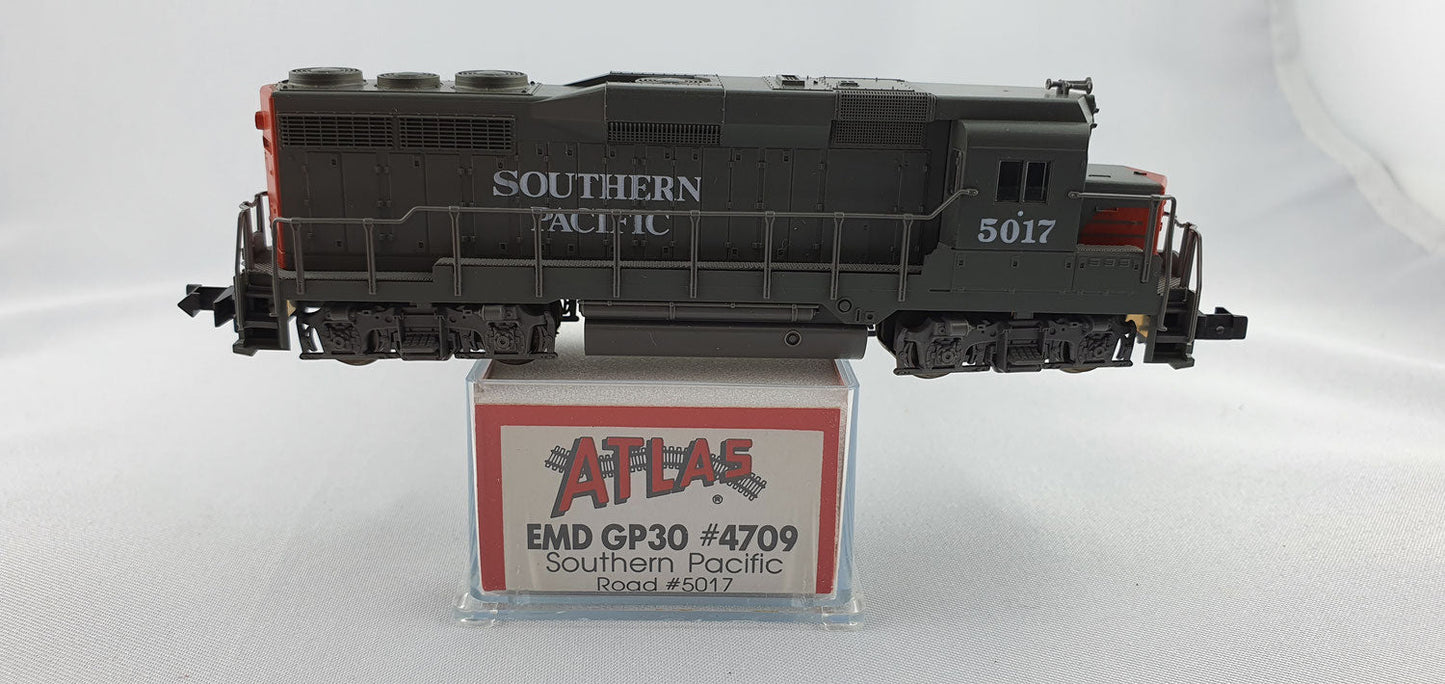 SOUTHERN
PACIFIC
5017
ATLAS
®
EMD GP30 #4709
Southern Pacific
Road #5017